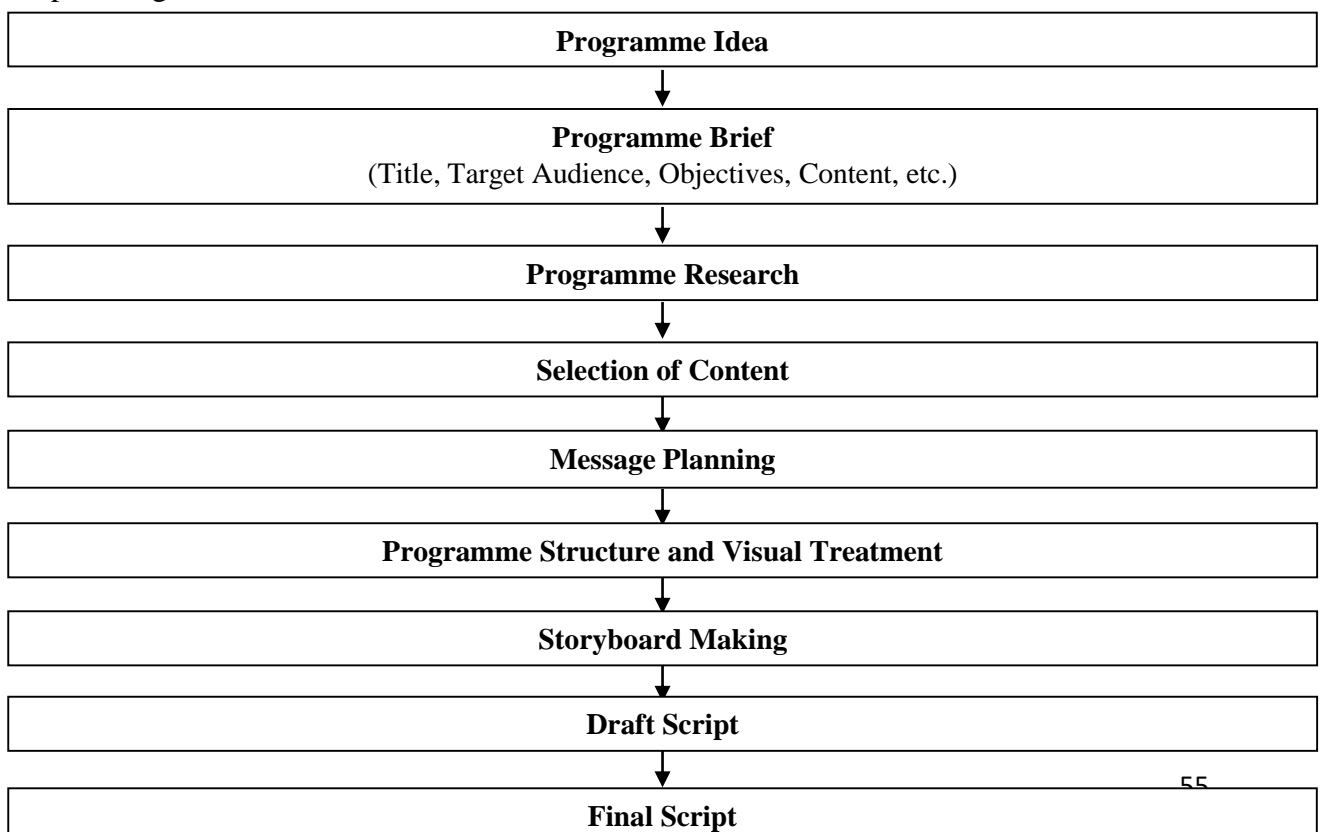 Programme Idea
Programme Brief
(Title, Target Audience, Objectives, Content, etc.)
Programme Research
Selection of Content
Message Planning
Programme Structure and Visual Treatment
Storyboard Making
Draft Script
55
Final Script